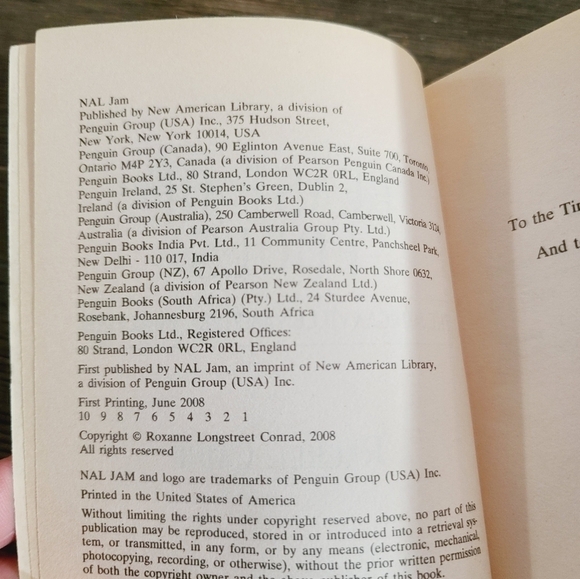 NAL Jam
Published by New American Library, a division of
Penguin Group (USA) Inc., 375 Hudson Street,
New York, New York 10014, USA
Penguin Group (Canada), 90 Eglinton Avenue East, Suite 700, Toronto,
Ontario M4P 2Y3, Canada (a division of Pearson Penguin Canada Inc.)
Penguin Books Ltd., 80 Strand, London WC2R 0RL, England
Penguin Ireland, 25 St. Stephen's Green, Dublin 2,
Ireland (a division of Penguin Books Ltd.)
Penguin Group (Australia), 250 Camberwell Road, Camberwell, Victoria 3124,
Australia (a division of Pearson Australia Group Pty. Ltd.)
Penguin Books India Pvt. Ltd., 11 Community Centre, Panchsheel Park,
New Delhi - 110 017, India
Penguin Group (NZ), 67 Apollo Drive, Rosedale, North Shore 0632,
New Zealand (a division of Pearson New Zealand Ltd.)
Penguin Books (South Africa) (Pty.) Ltd., 24 Sturdee Avenue,
Rosebank, Johannesburg 2196, South Africa
Penguin Books Ltd., Registered Offices:
80 Strand, London WC2R 0RL, England
First published by NAL Jam, an imprint of New American Library,
a division of Penguin Group (USA) Inc.
First Printing, June 2008
10 9 8 7 6 5 4 3 2 1
Copyright © Roxanne Longstreet Conrad, 2008
All rights reserved
NAL JAM and logo are trademarks of Penguin Group (USA) Inc.
Printed in the United States of America
Without limiting the rights under copyright reserved above, no part of this
publication may be reproduced, stored in or introduced into a retrieval sys-
tem, or transmitted, in any form, or by any means (electronic, mechanical,
photocopying, recording, or otherwise), without the prior written permission
of both the copyright owner and the above publisher of this book.
To the
And